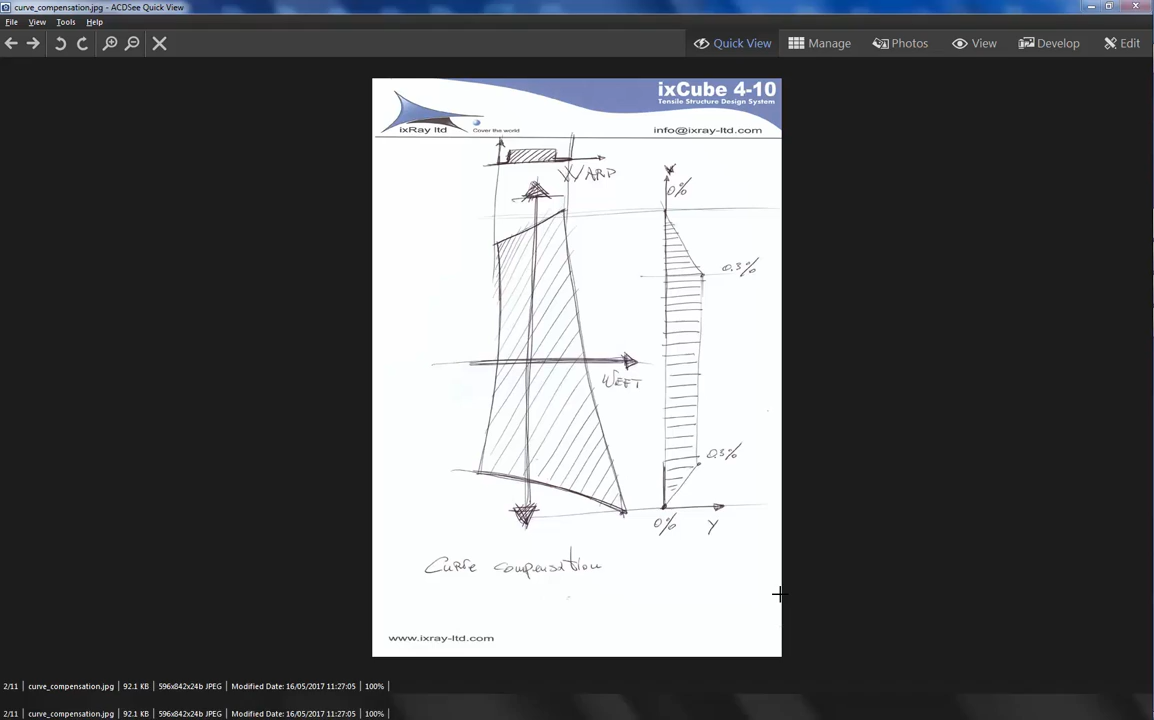 curve_compensation.jpg - ACDSee Quick View
File View Tools Help
Quick View Manage Photos View Develop Edit
ixCube 4-10
Tensile Structure Design System
ixRay ltd
Cover the world
info@ixray-ltd.com
WARP
0%
0.3%
WEFT
0.3%
0%
Y
Curve compensation
www.ixray-ltd.com
2/11 curve_compensation.jpg 92.1 KB 596x842x24b JPEG Modified Date: 16/05/2017 11:27:05 100%
2/11 curve_compensation.jpg 92.1 KB 596x842x24b JPEG Modified Date: 16/05/2017 11:27:05 100%